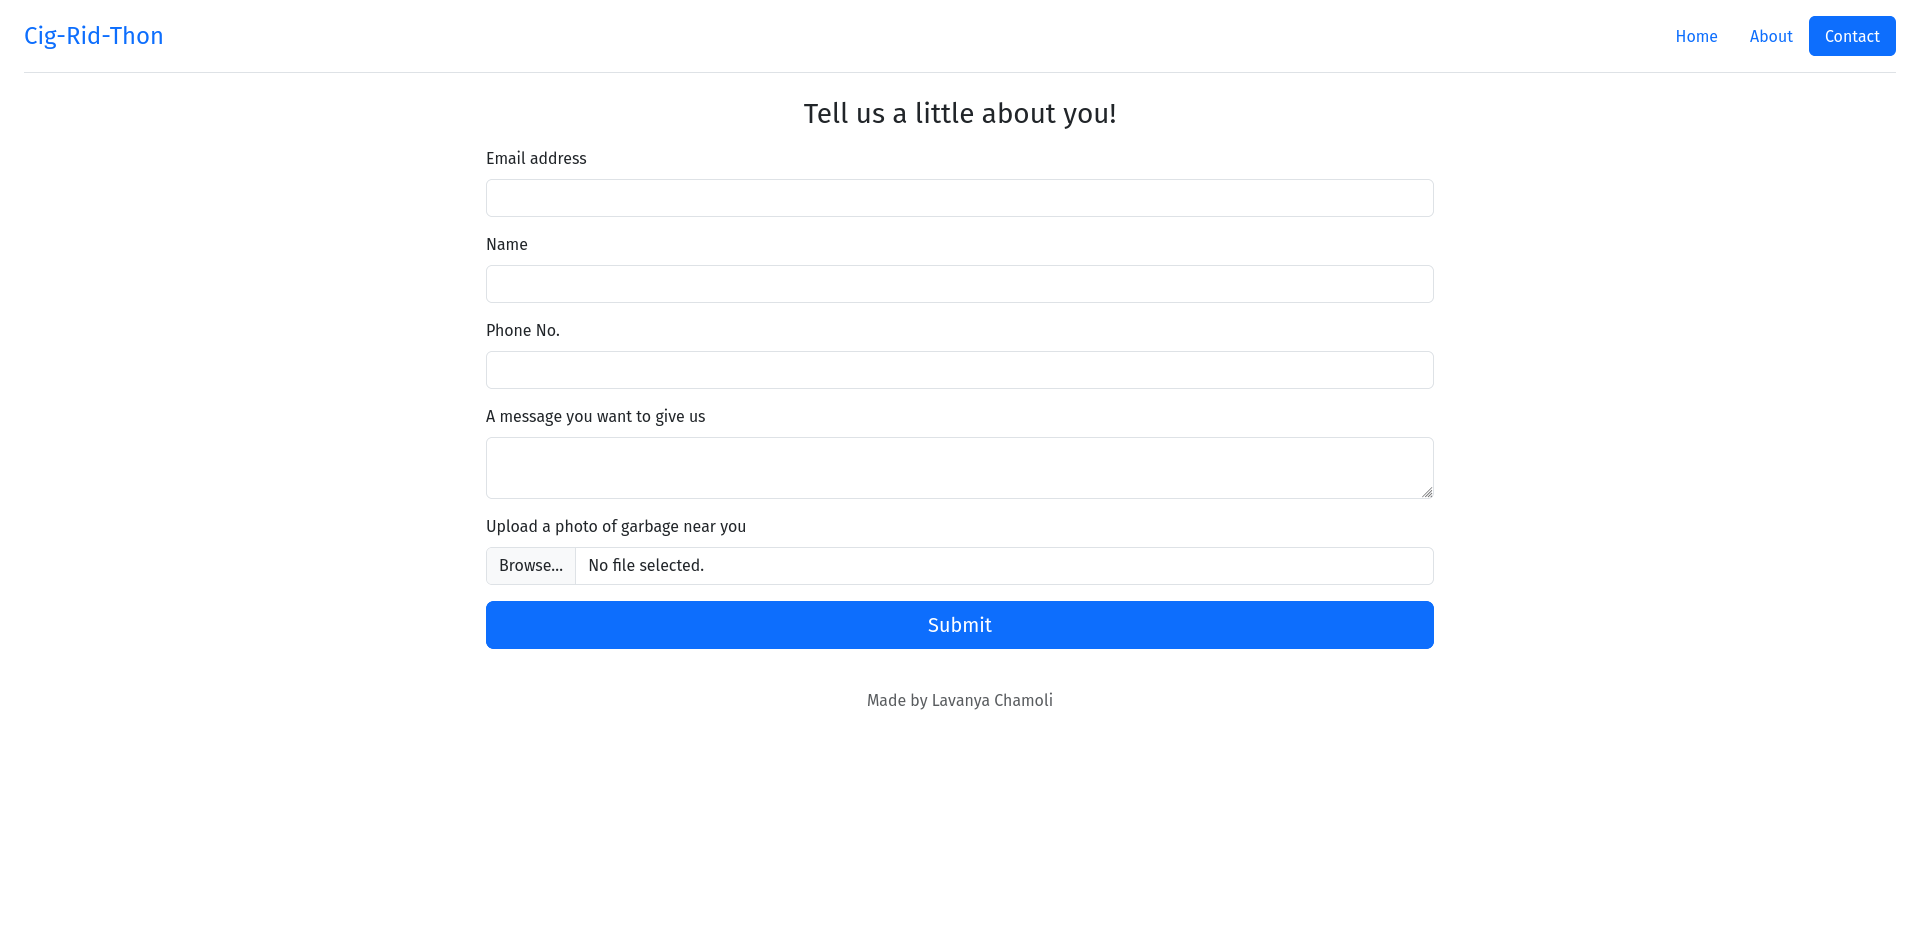 Cig-Rid-Thon
Home
About
Contact
Tell us a little about you!
Email address
Name
Phone No.
A message you want to give us
Upload a photo of garbage near you
Browse... No file selected.
Submit
Made by Lavanya Chamoli